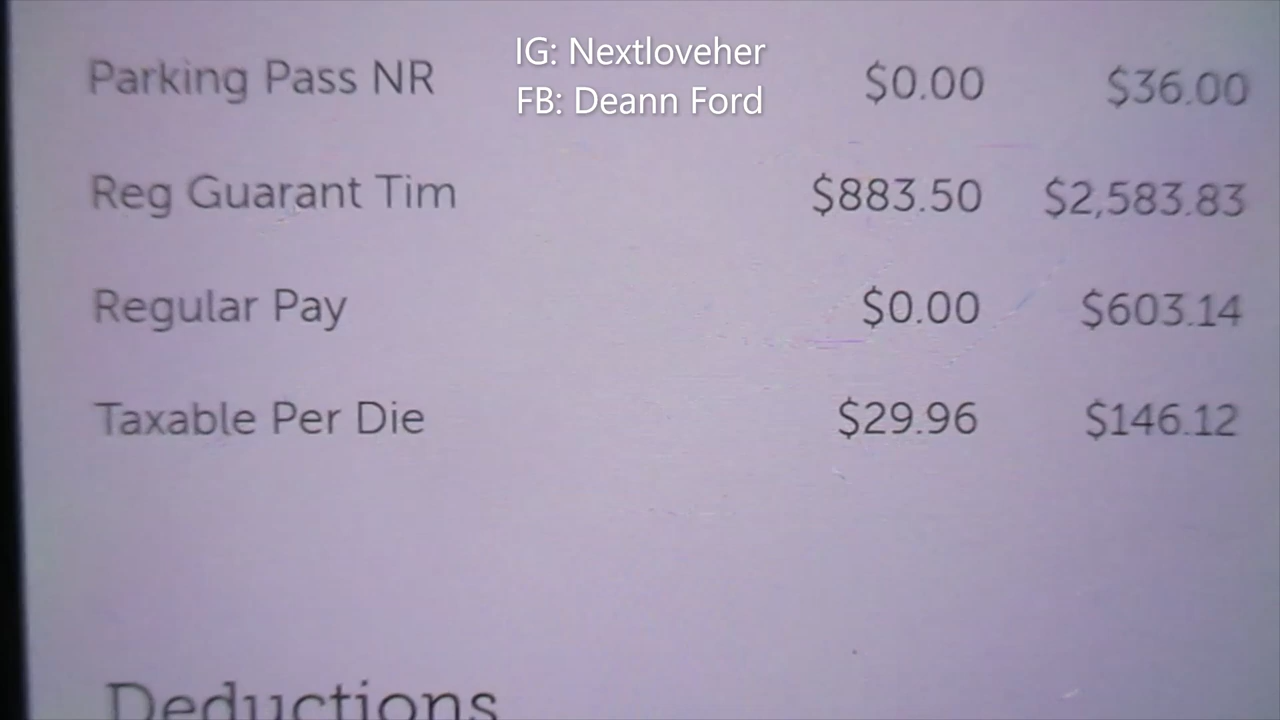 IG: Nextloveher
FB: Deann Ford
Parking Pass NR $0.00 $36.00
Reg Guarant Tim $883.50 $2,583.83
Regular Pay $0.00 $603.14
Taxable Per Die $29.96 $146.12
Deductions